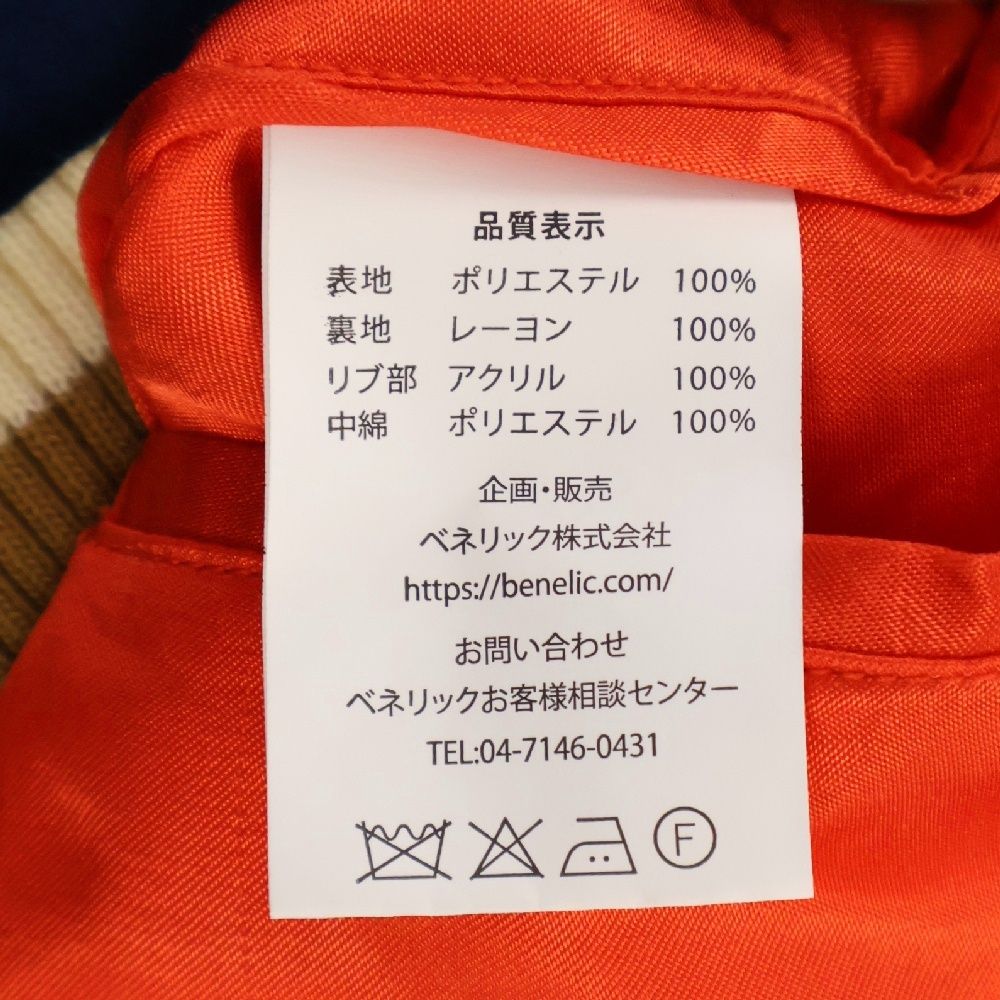 品質表示
表地 ポリエステル 100%
裏地 レーヨン 100%
リブ部 アクリル 100%
中綿 ポリエステル 100%
企画・販売
ベネリック株式会社
https://benelic.com/
お問い合わせ
ベネリックお客様相談センター
TEL:04-7146-0431
F